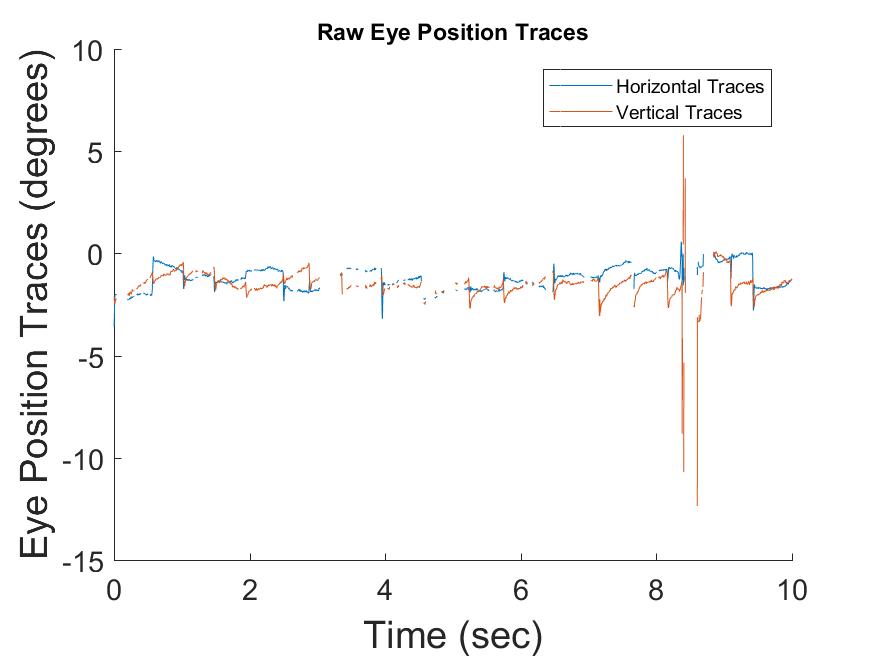 Raw Eye Position Traces
Horizontal Traces
Vertical Traces
Eye Position Traces (degrees)
10
5
0
-5
-10
-15
0 2 4 6 8 10
Time (sec)